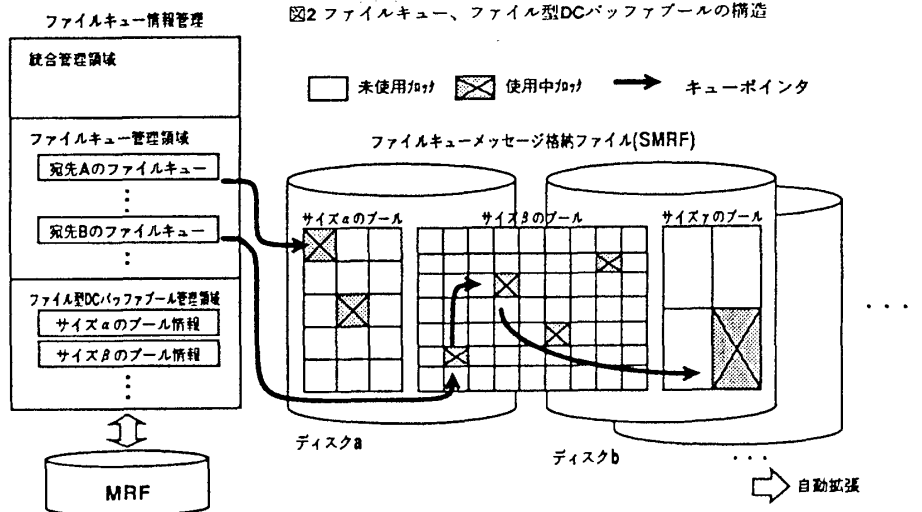 図2 ファイルキュー、ファイル型DCバッファプールの構造
ファイルキュー情報管理
統合管理領域
未使用ブロック
使用中ブロック
キューポインタ
ファイルキュー管理領域
宛先Aのファイルキュー
宛先Bのファイルキュー
ファイル型DCバッファプール管理領域
サイズαのプール情報
サイズβのプール情報
MRF
ファイルキューメッセージ格納ファイル(SMRF)
サイズαのプール
サイズβのプール
サイズγのプール
ディスクa
ディスクb
自動拡張